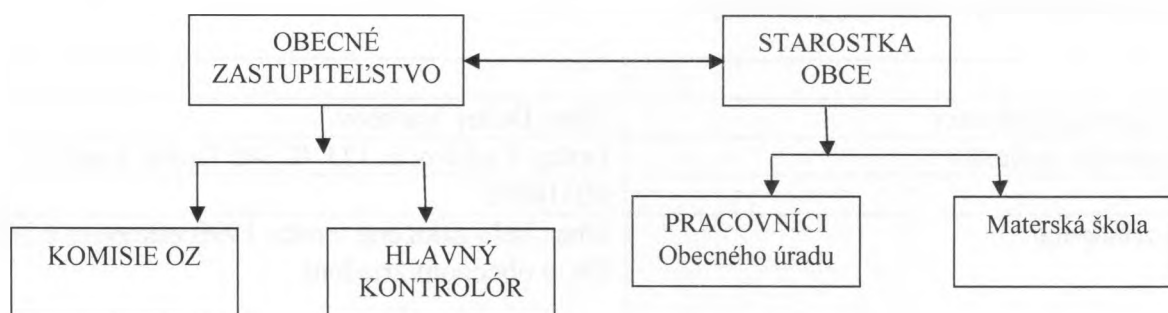 OBECNÉ
ZASTUPITEĽSTVO
STAROSTKA
OBCE
KOMISIE OZ
HLAVNÝ
KONTROLÓR
PRACOVNÍCI
Obecného úradu
Materská škola